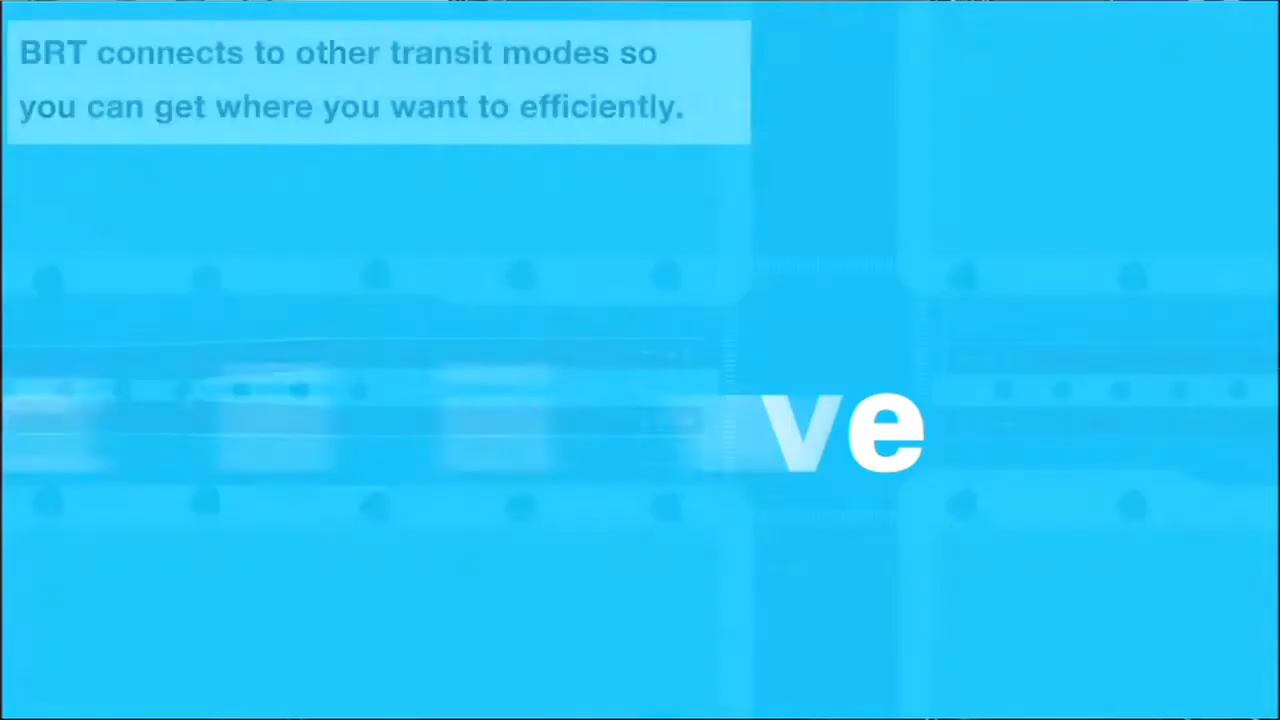 BRT connects to other transit modes so
you can get where you want to efficiently.
ve